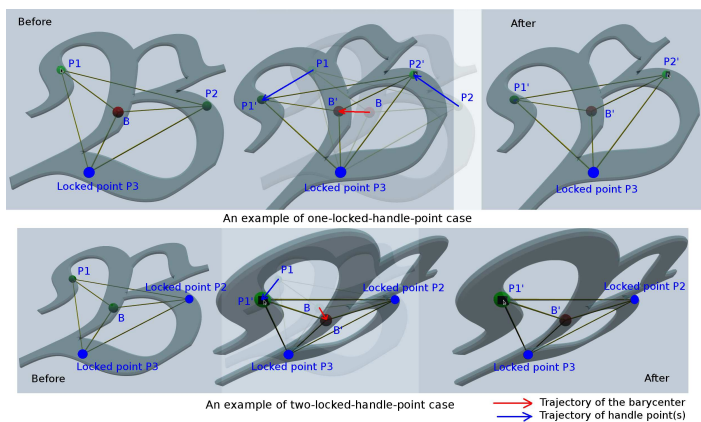 Before
After
P1
P2
B
Locked point P3
P1
P2'
P1'
B'
B
P2
Locked point P3
P2'
P1'
B'
Locked point P3
An example of one-locked-handle-point case
P1
Locked point P2
B
Locked point P3
Before
P1
P1'
Locked point P2
B
B'
Locked point P3
P1'
Locked point P2
B'
Locked point P3
After
An example of two-locked-handle-point case
Trajectory of the barycenter
Trajectory of handle point(s)